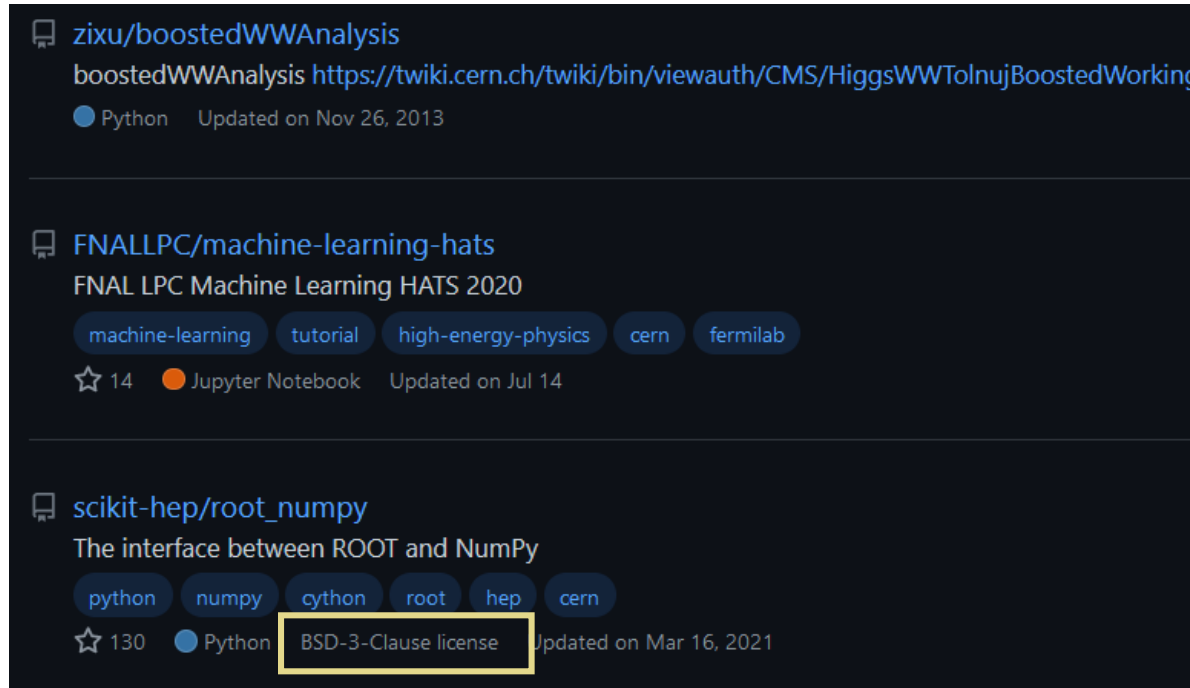 zixu/boostedWWAnalysis
boostedWWAnalysis https://twiki.cern.ch/twiki/bin/viewauth/CMS/HiggsWWTolnujBoostedWorking
Python Updated on Nov 26, 2013
FNALLPC/machine-learning-hats
FNAL LPC Machine Learning HATS 2020
machine-learning tutorial high-energy-physics cern fermilab
14 Jupyter Notebook Updated on Jul 14
scikit-hep/root_numpy
The interface between ROOT and NumPy
python numpy cython root hep cern
130 Python BSD-3-Clause license Updated on Mar 16, 2021